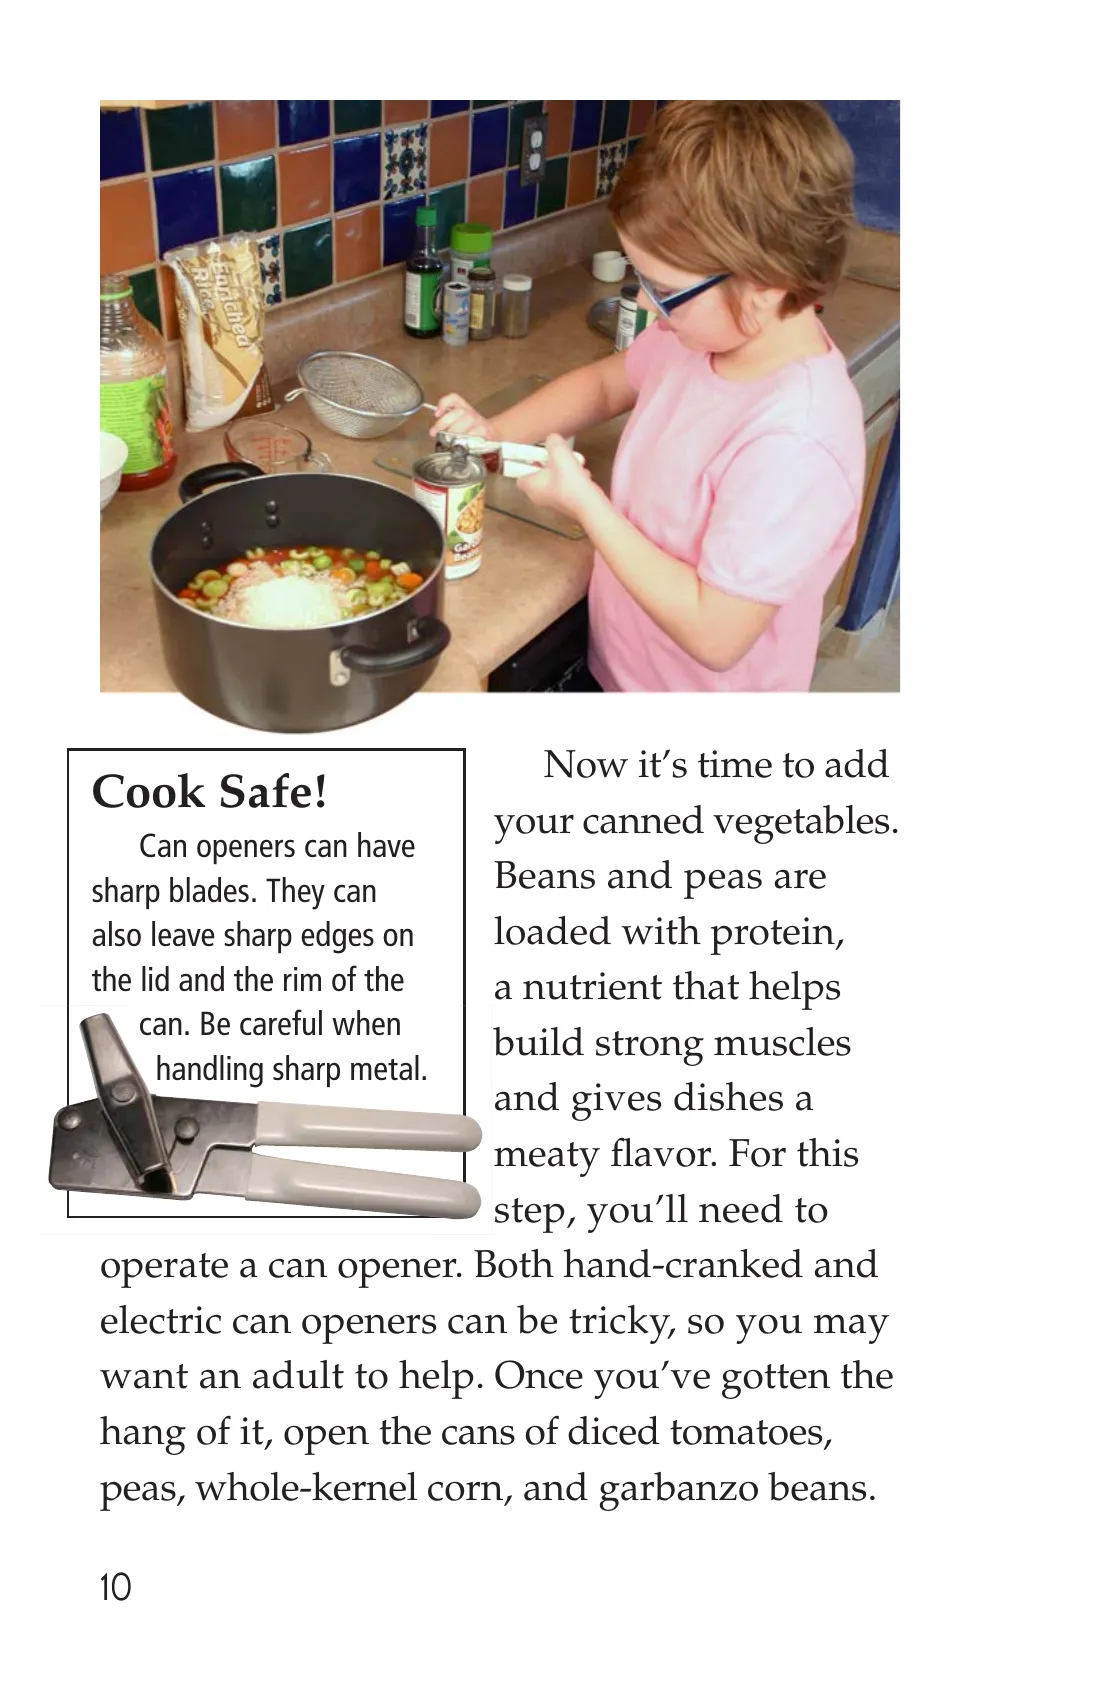 Enriched
Rice
Garbanzo
Beans
Cook Safe!
Can openers can have
sharp blades. They can
also leave sharp edges on
the lid and the rim of the
can. Be careful when
handling sharp metal.
Now it’s time to add
your canned vegetables.
Beans and peas are
loaded with protein,
a nutrient that helps
build strong muscles
and gives dishes a
meaty flavor. For this
step, you’ll need to
operate a can opener. Both hand-cranked and
electric can openers can be tricky, so you may
want an adult to help. Once you’ve gotten the
hang of it, open the cans of diced tomatoes,
peas, whole-kernel corn, and garbanzo beans.
10